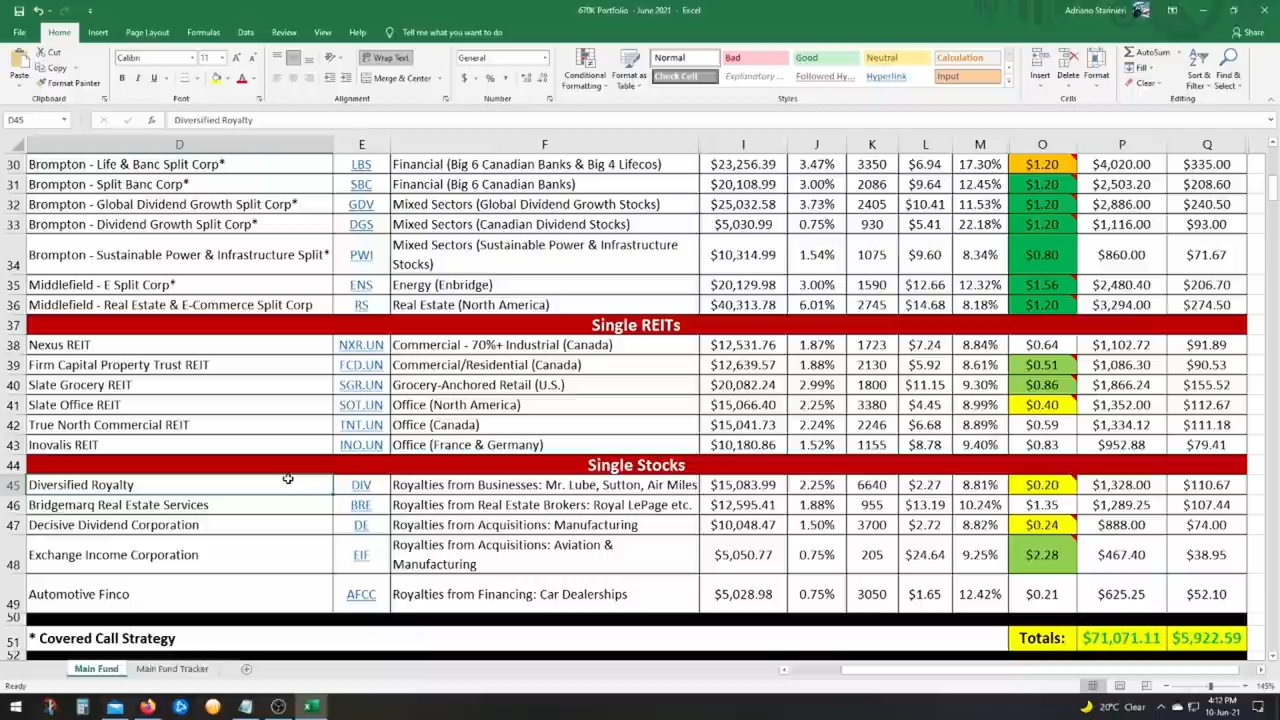 670K Portfolio - June 2021 - Excel
Adriano Starinieri
File Home Insert Page Layout Formulas Data Review View Help Tell me what you want to do Share
Paste Cut Copy Format Painter Clipboard
Calibri 11 B I U A Font
Wrap Text Merge & Center Alignment
General $ % Number
Conditional Formatting Format as Table
Normal Bad Good Neutral Calculation
Check Cell Explanatory ... Followed Hy... Hyperlink Input
Styles
Insert Delete Format Cells
AutoSum Fill Clear Sort & Filter Find & Select Editing
D45 fx Diversified Royalty
D E F I J K L M O P Q
30 Brompton - Life & Banc Split Corp* LBS Financial (Big 6 Canadian Banks & Big 4 Lifecos) $23,256.39 3.47% 3350 $6.94 17.30% $1.20 $4,020.00 $335.00
31 Brompton - Split Banc Corp* SBC Financial (Big 6 Canadian Banks) $20,108.99 3.00% 2086 $9.64 12.45% $1.20 $2,503.20 $208.60
32 Brompton - Global Dividend Growth Split Corp* GDV Mixed Sectors (Global Dividend Growth Stocks) $25,032.58 3.73% 2405 $10.41 11.53% $1.20 $2,886.00 $240.50
33 Brompton - Dividend Growth Split Corp* DGS Mixed Sectors (Canadian Dividend Stocks) $5,030.99 0.75% 930 $5.41 22.18% $1.20 $1,116.00 $93.00
34 Brompton - Sustainable Power & Infrastructure Split* PWI Mixed Sectors (Sustainable Power & Infrastructure Stocks) $10,314.99 1.54% 1075 $9.60 8.34% $0.80 $860.00 $71.67
35 Middlefield - E Split Corp* ENS Energy (Enbridge) $20,129.98 3.00% 1590 $12.66 12.32% $1.56 $2,480.40 $206.70
36 Middlefield - Real Estate & E-Commerce Split Corp RS Real Estate (North America) $40,313.78 6.01% 2745 $14.68 8.18% $1.20 $3,294.00 $274.50
37 Single REITs
38 Nexus REIT NXR.UN Commercial - 70%+ Industrial (Canada) $12,531.76 1.87% 1723 $7.24 8.84% $0.64 $1,102.72 $91.89
39 Firm Capital Property Trust REIT FCD.UN Commercial/Residential (Canada) $12,639.57 1.88% 2130 $5.92 8.61% $0.51 $1,086.30 $90.53
40 Slate Grocery REIT SGR.UN Grocery-Anchored Retail (U.S.) $20,082.24 2.99% 1800 $11.15 9.30% $0.86 $1,866.24 $155.52
41 Slate Office REIT SOT.UN Office (North America) $15,066.40 2.25% 3380 $4.45 8.99% $0.40 $1,352.00 $112.67
42 True North Commercial REIT TNT.UN Office (Canada) $15,041.73 2.24% 2246 $6.68 8.89% $0.59 $1,334.12 $111.18
43 Inovalis REIT INO.UN Office (France & Germany) $10,180.86 1.52% 1155 $8.78 9.40% $0.83 $952.88 $79.41
44 Single Stocks
45 Diversified Royalty DIV Royalties from Businesses: Mr. Lube, Sutton, Air Miles $15,083.99 2.25% 6640 $2.27 8.81% $0.20 $1,328.00 $110.67
46 Bridgemarq Real Estate Services BRE Royalties from Real Estate Brokers: Royal LePage etc. $12,595.41 1.88% 955 $13.19 10.24% $1.35 $1,289.25 $107.44
47 Decisive Dividend Corporation DE Royalties from Acquisitions: Manufacturing $10,048.47 1.50% 3700 $2.72 8.82% $0.24 $888.00 $74.00
48 Exchange Income Corporation EIF Royalties from Acquisitions: Aviation & Manufacturing $5,050.77 0.75% 205 $24.64 9.25% $2.28 $467.40 $38.95
49 Automotive Finco AFCC Royalties from Financing: Car Dealerships $5,028.98 0.75% 3050 $1.65 12.42% $0.21 $625.25 $52.10
50
51 * Covered Call Strategy Totals: $71,071.11 $5,922.59
52
Main Fund Main Fund Tracker
Ready 145%
20°C Clear 4:12 PM
10-Jun-21